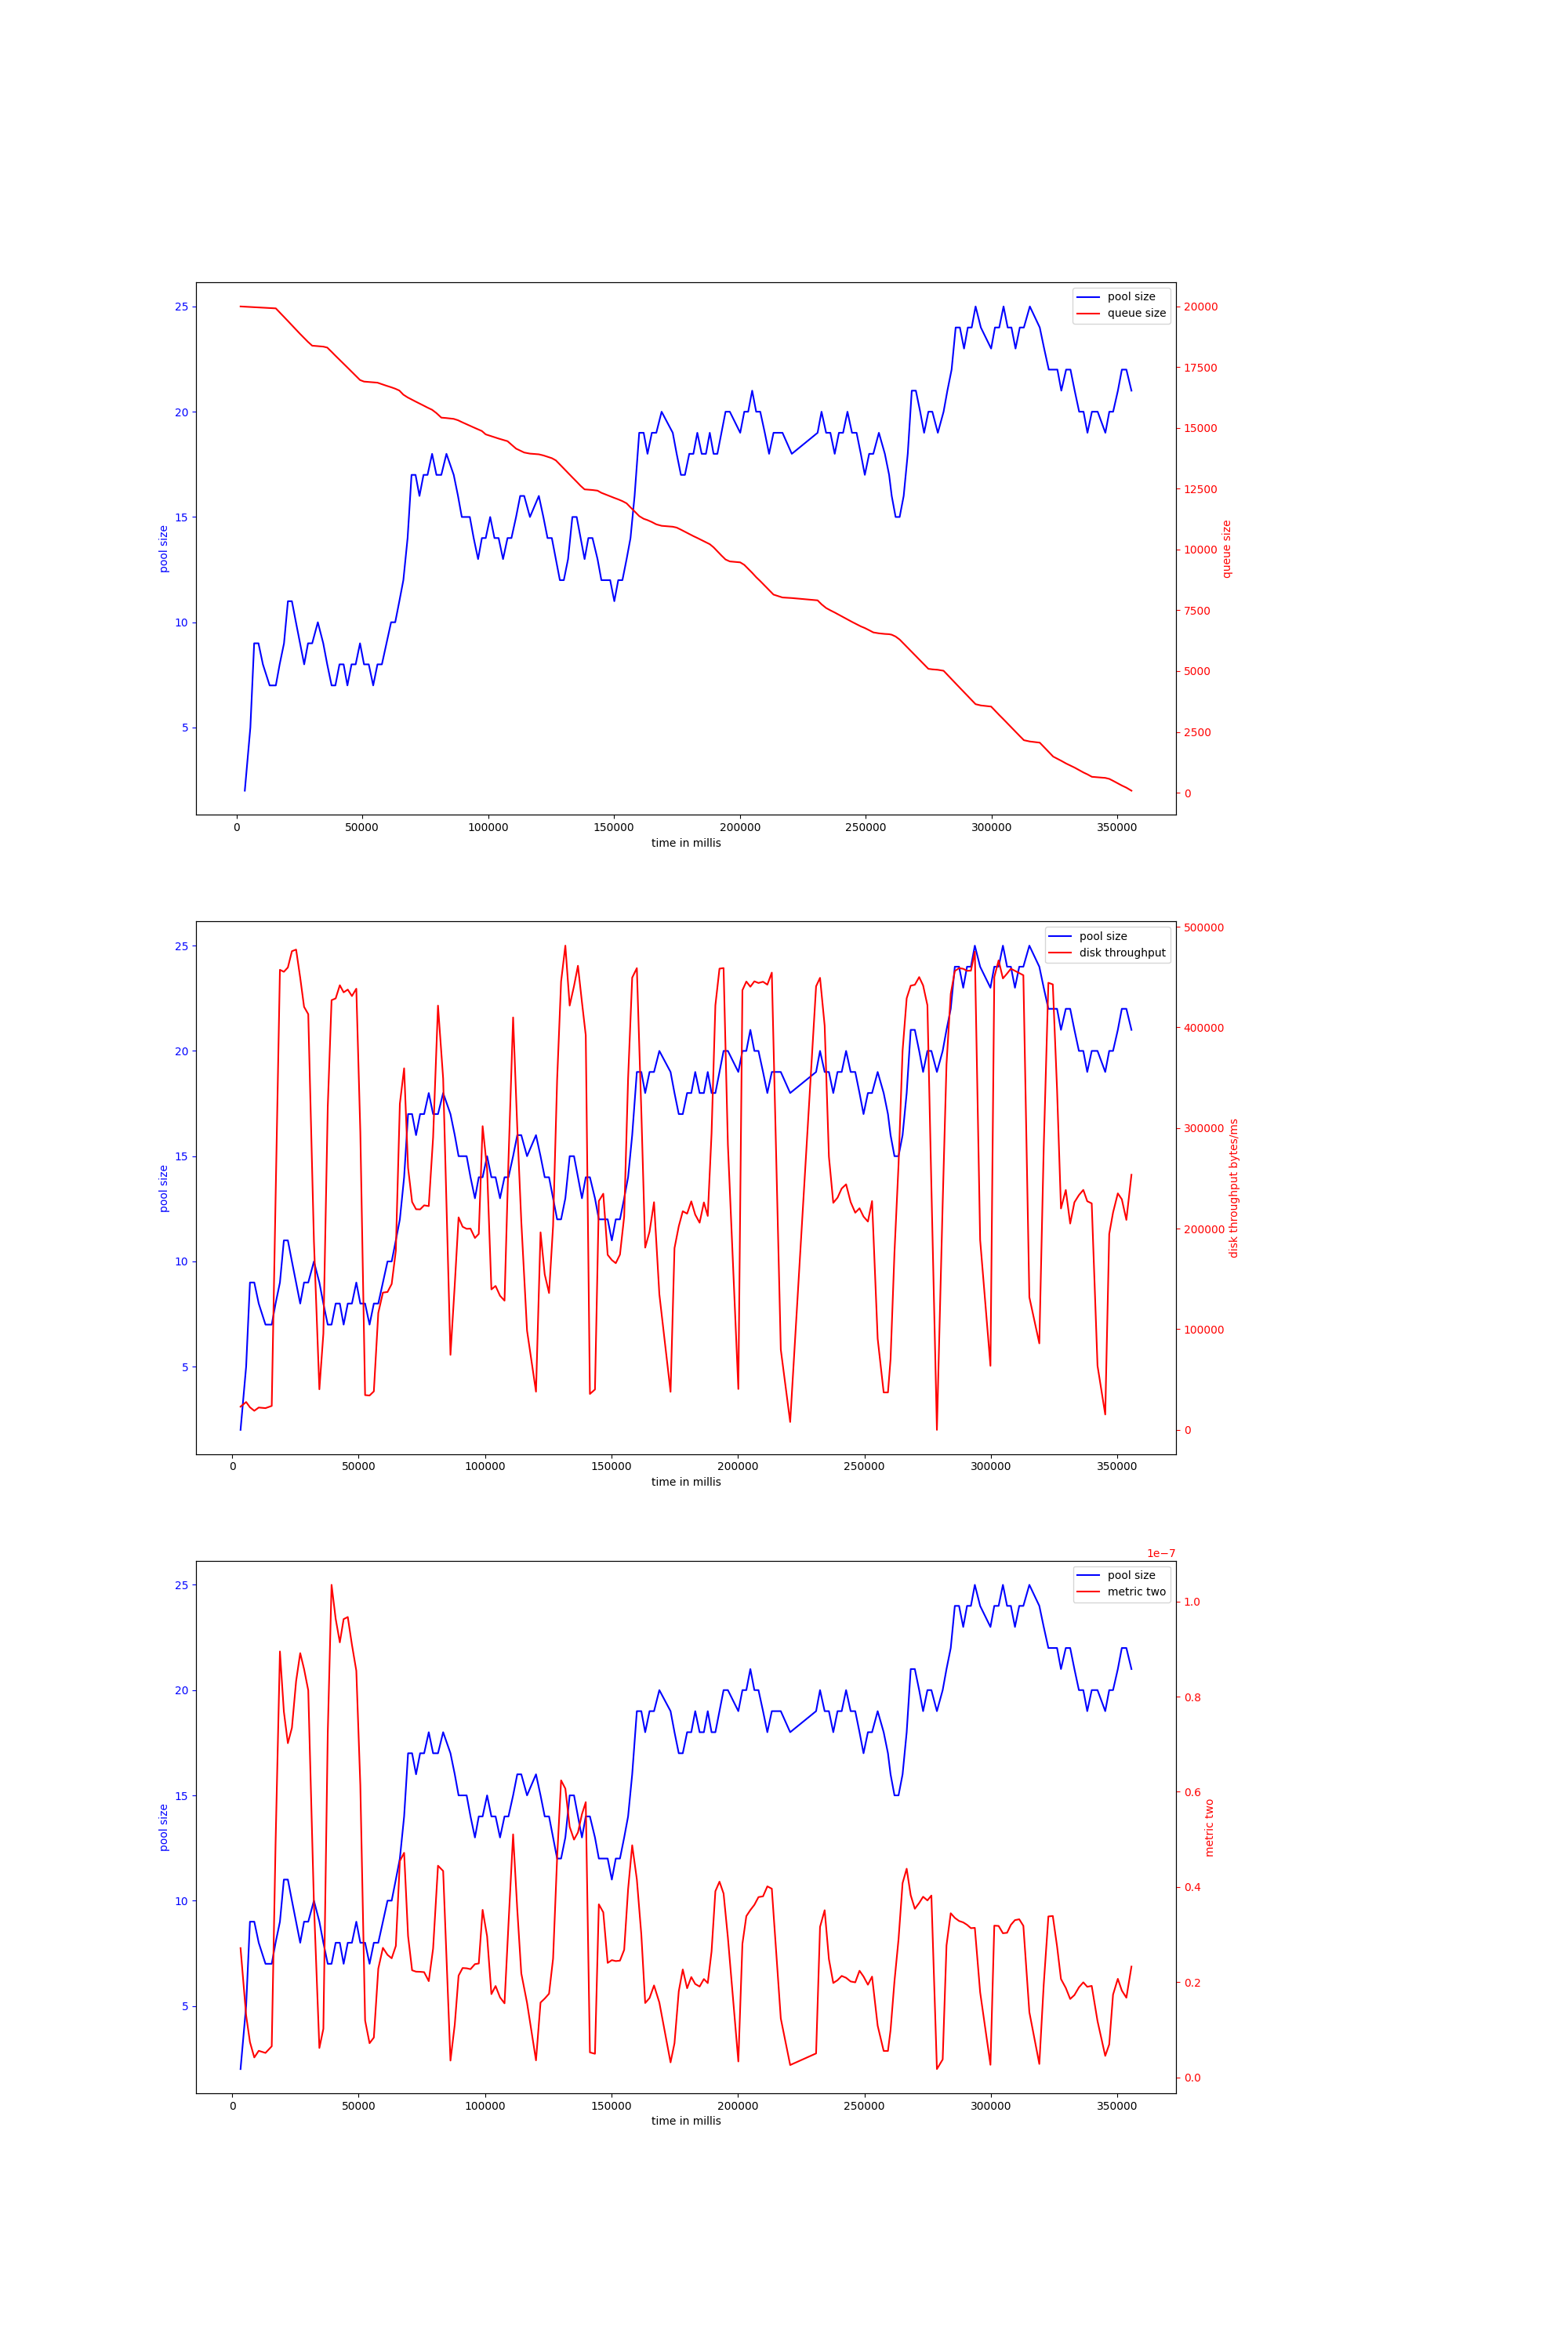 25
20
15
10
5
pool size
pool size
queue size
20000
17500
15000
12500
10000
7500
5000
2500
0
queue size
0 50000 100000 150000 200000 250000 300000 350000
time in millis
25
20
15
10
5
pool size
pool size
disk throughput
500000
400000
300000
200000
100000
0
disk throughput bytes/ms
0 50000 100000 150000 200000 250000 300000 350000
time in millis
1e−7
25
20
15
10
5
pool size
pool size
metric two
1.0
0.8
0.6
0.4
0.2
0.0
metric two
0 50000 100000 150000 200000 250000 300000 350000
time in millis